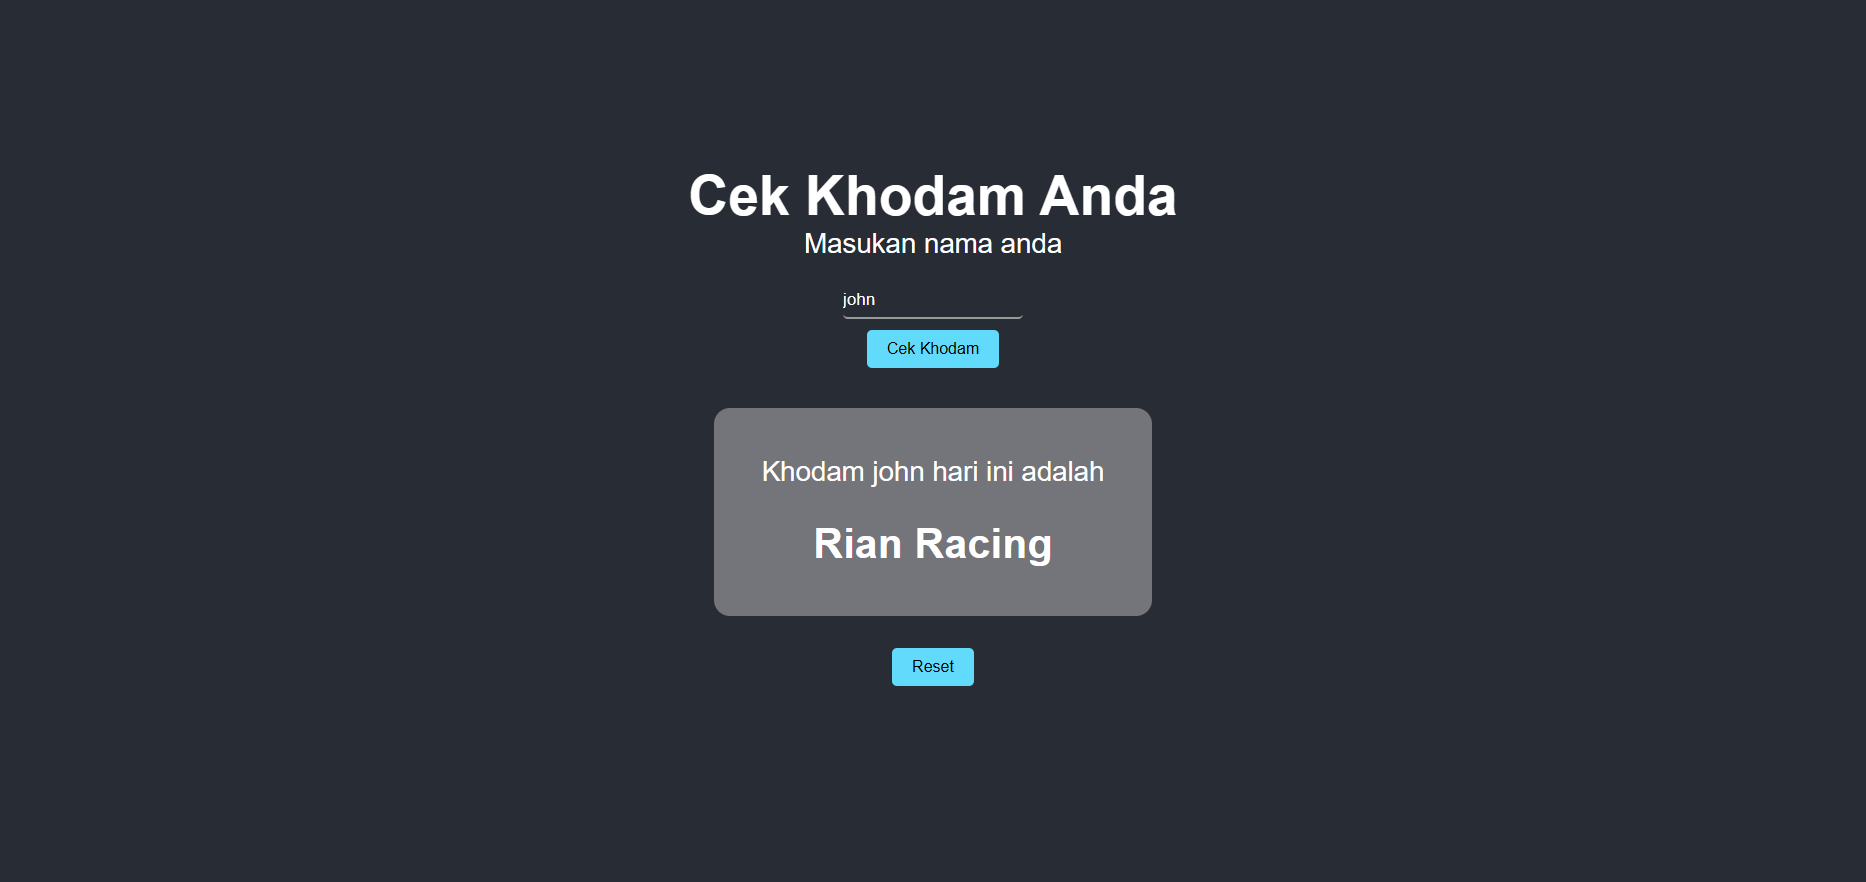 Cek Khodam Anda
Masukan nama anda
john
Cek Khodam
Khodam john hari ini adalah
Rian Racing
Reset